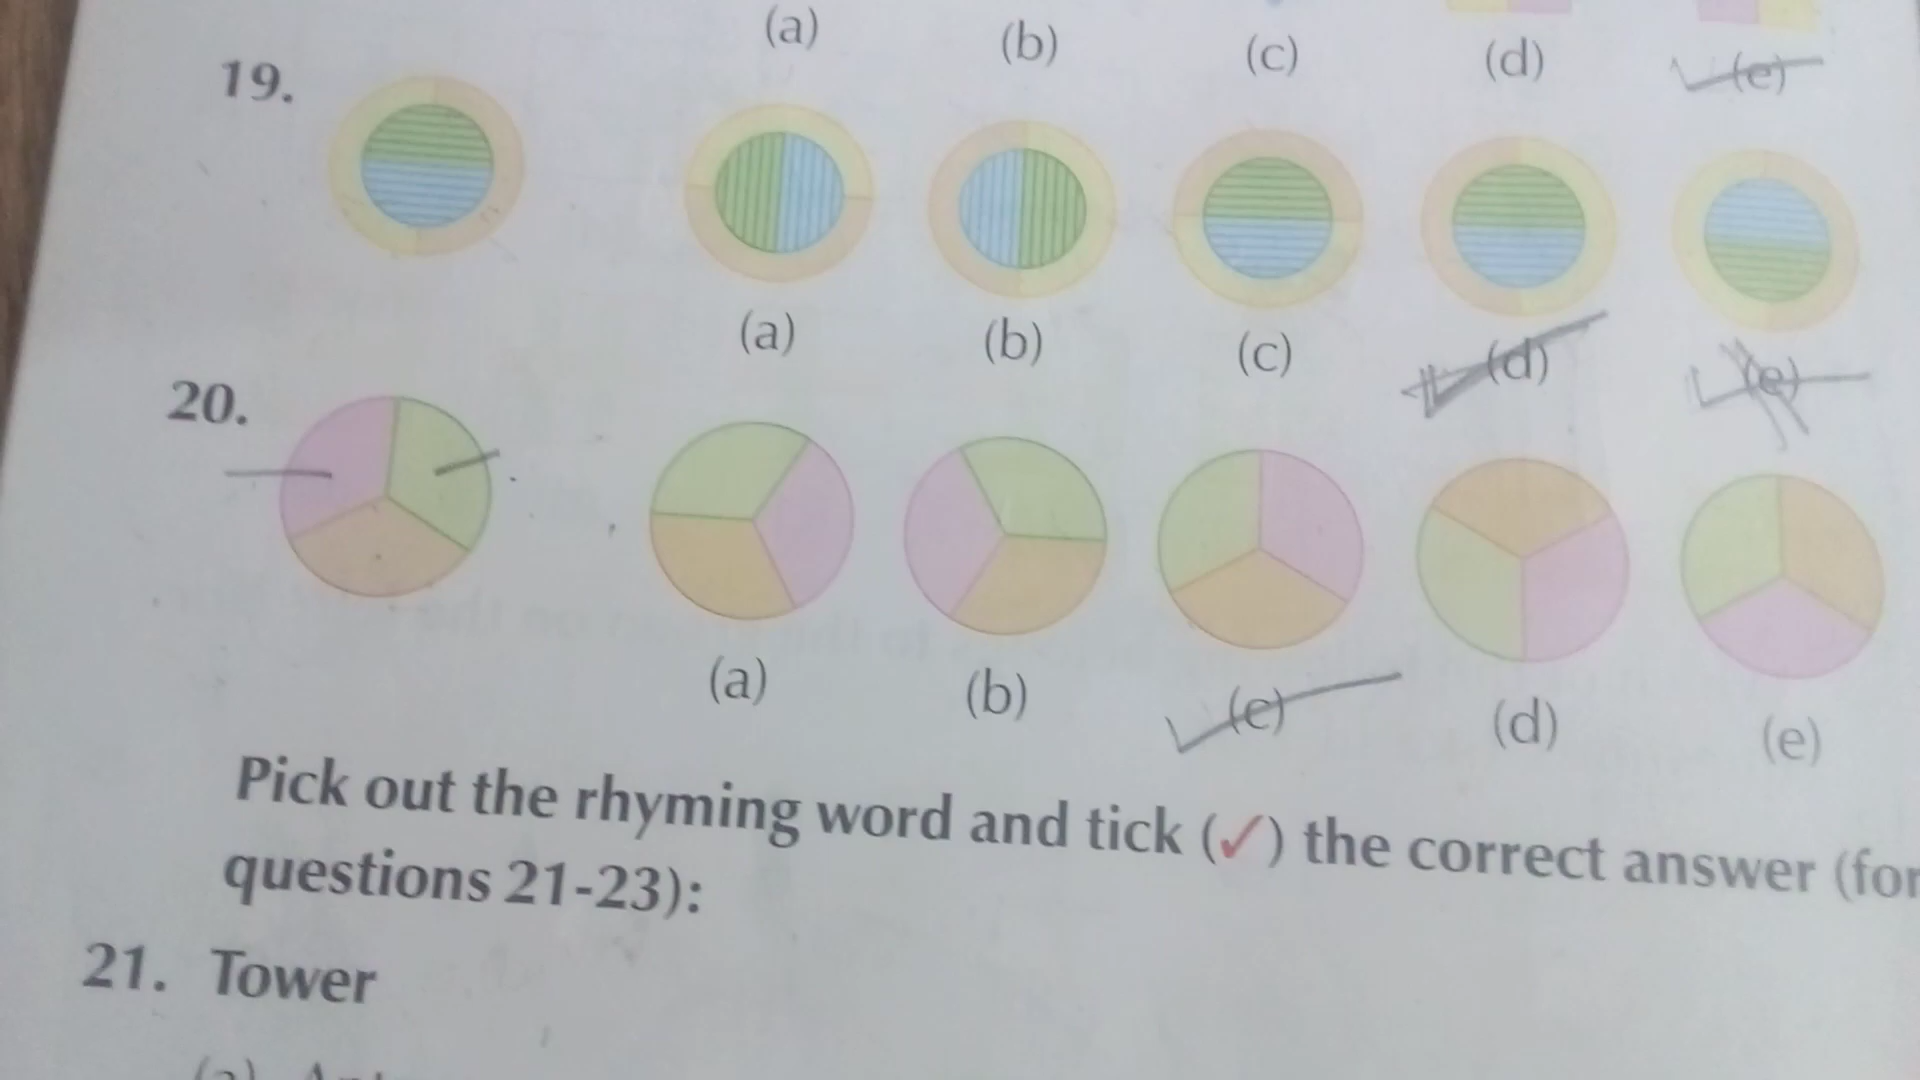 (a) (b) (c) (d) (e)
19.
(a) (b) (c) (d) (e)
20.
(a) (b) (c) (d) (e)
Pick out the rhyming word and tick (✓) the correct answer (for
questions 21-23):
21. Tower
(a)